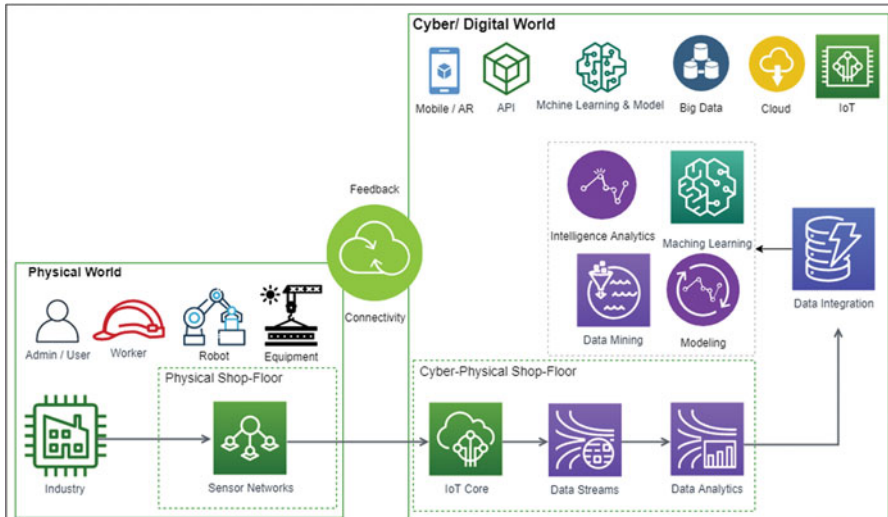 Cyber/ Digital World
Mobile / AR
API
Mchine Learning & Model
Big Data
Cloud
IoT
Feedback
Connectivity
Intelligence Analytics
Maching Learning
Data Mining
Modeling
Data Integration
Physical World
Admin / User
Worker
Robot
Equipment
Physical Shop-Floor
Cyber-Physical Shop-Floor
Industry
Sensor Networks
IoT Core
Data Streams
Data Analytics